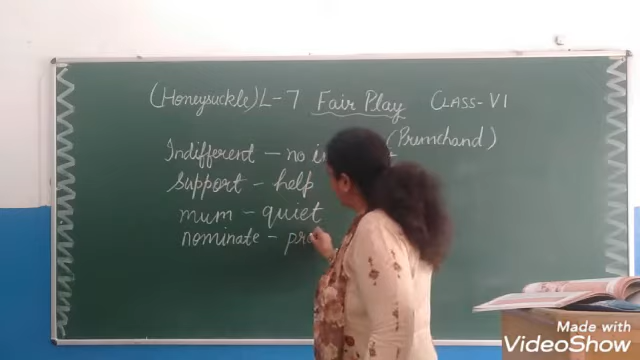 (Honeysuckle) L-7 Fair Play CLASS-VI
(Premchand)
Indifferent - no
Support - help
mum - quiet
nominate -
Made with
VideoShow